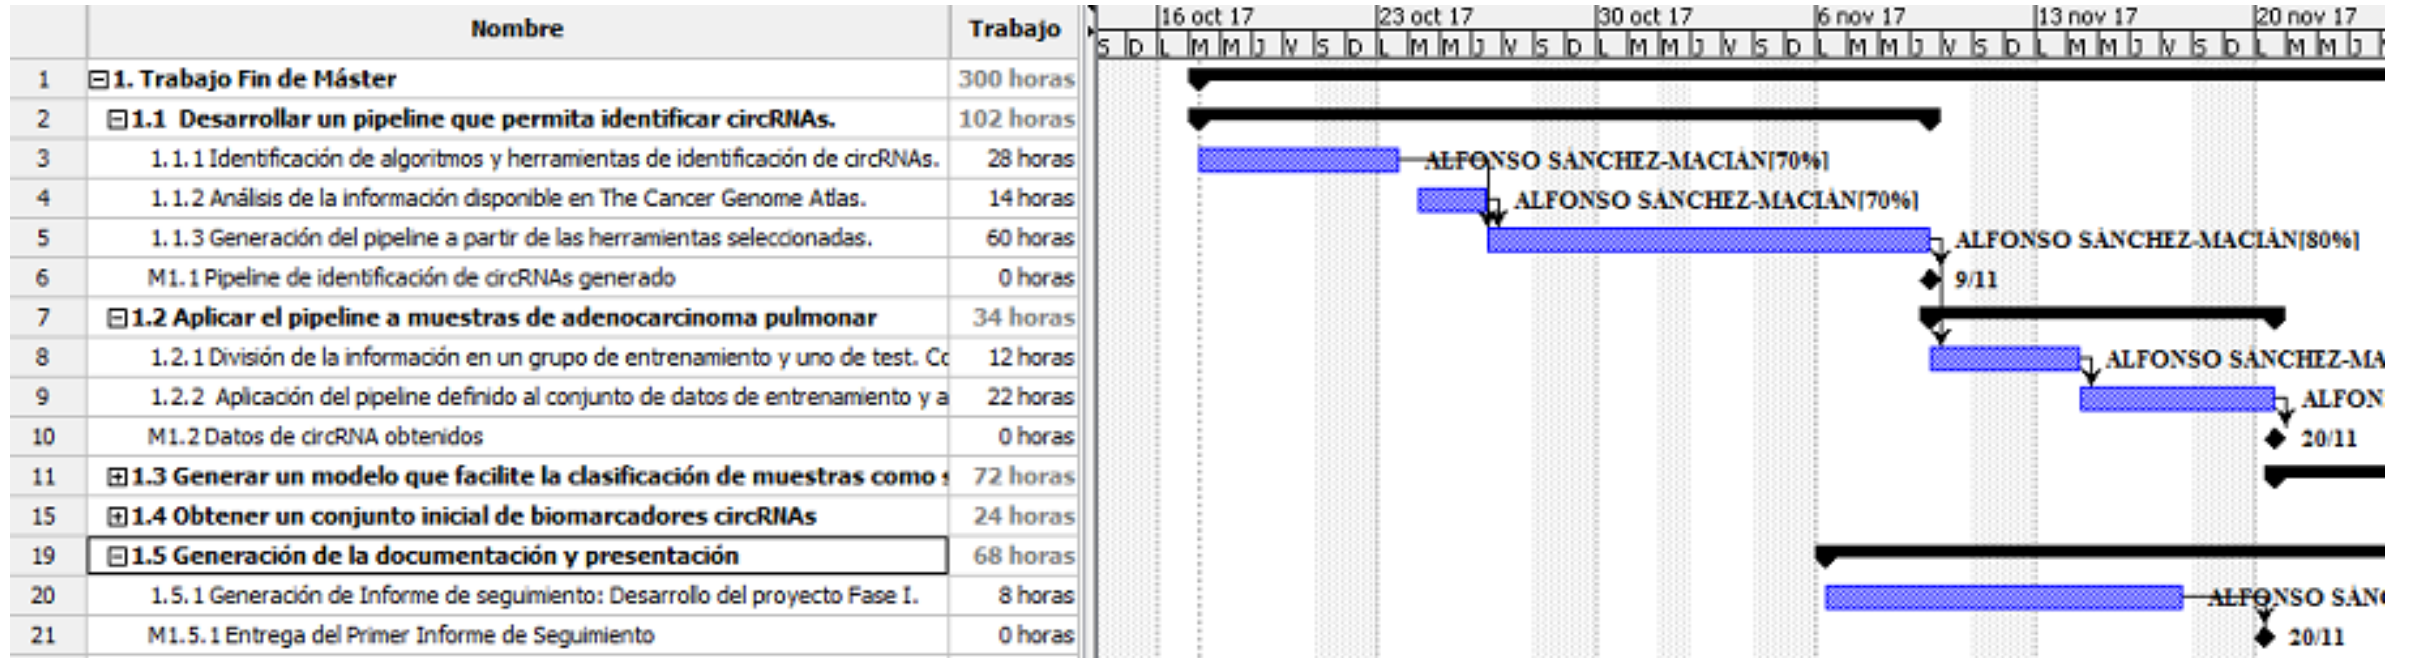 Nombre Trabajo 16 oct 17 23 oct 17 30 oct 17 6 nov 17 13 nov 17 20 nov 17
S D L M M J V S D L M M J V S D L M M J V S D L M M J V S D L M M J V S D L M M J
1 1. Trabajo Fin de Máster 300 horas
2 1.1 Desarrollar un pipeline que permita identificar circRNAs. 102 horas
3 1.1.1 Identificación de algoritmos y herramientas de identificación de circRNAs. 28 horas ALFONSO SÁNCHEZ-MACIÁN[70%]
4 1.1.2 Análisis de la información disponible en The Cancer Genome Atlas. 14 horas ALFONSO SÁNCHEZ-MACIÁN[70%]
5 1.1.3 Generación del pipeline a partir de las herramientas seleccionadas. 60 horas ALFONSO SÁNCHEZ-MACIÁN[80%]
6 M1.1 Pipeline de identificación de circRNAs generado 0 horas 9/11
7 1.2 Aplicar el pipeline a muestras de adenocarcinoma pulmonar 34 horas
8 1.2.1 División de la información en un grupo de entrenamiento y uno de test. Co 12 horas ALFONSO SÁNCHEZ-MA
9 1.2.2 Aplicación del pipeline definido al conjunto de datos de entrenamiento y a 22 horas ALFON
10 M1.2 Datos de circRNA obtenidos 0 horas 20/11
11 1.3 Generar un modelo que facilite la clasificación de muestras como s 72 horas
15 1.4 Obtener un conjunto inicial de biomarcadores circRNAs 24 horas
19 1.5 Generación de la documentación y presentación 68 horas
20 1.5.1 Generación de Informe de seguimiento: Desarrollo del proyecto Fase I. 8 horas ALFONSO SÁN
21 M1.5.1 Entrega del Primer Informe de Seguimiento 0 horas 20/11